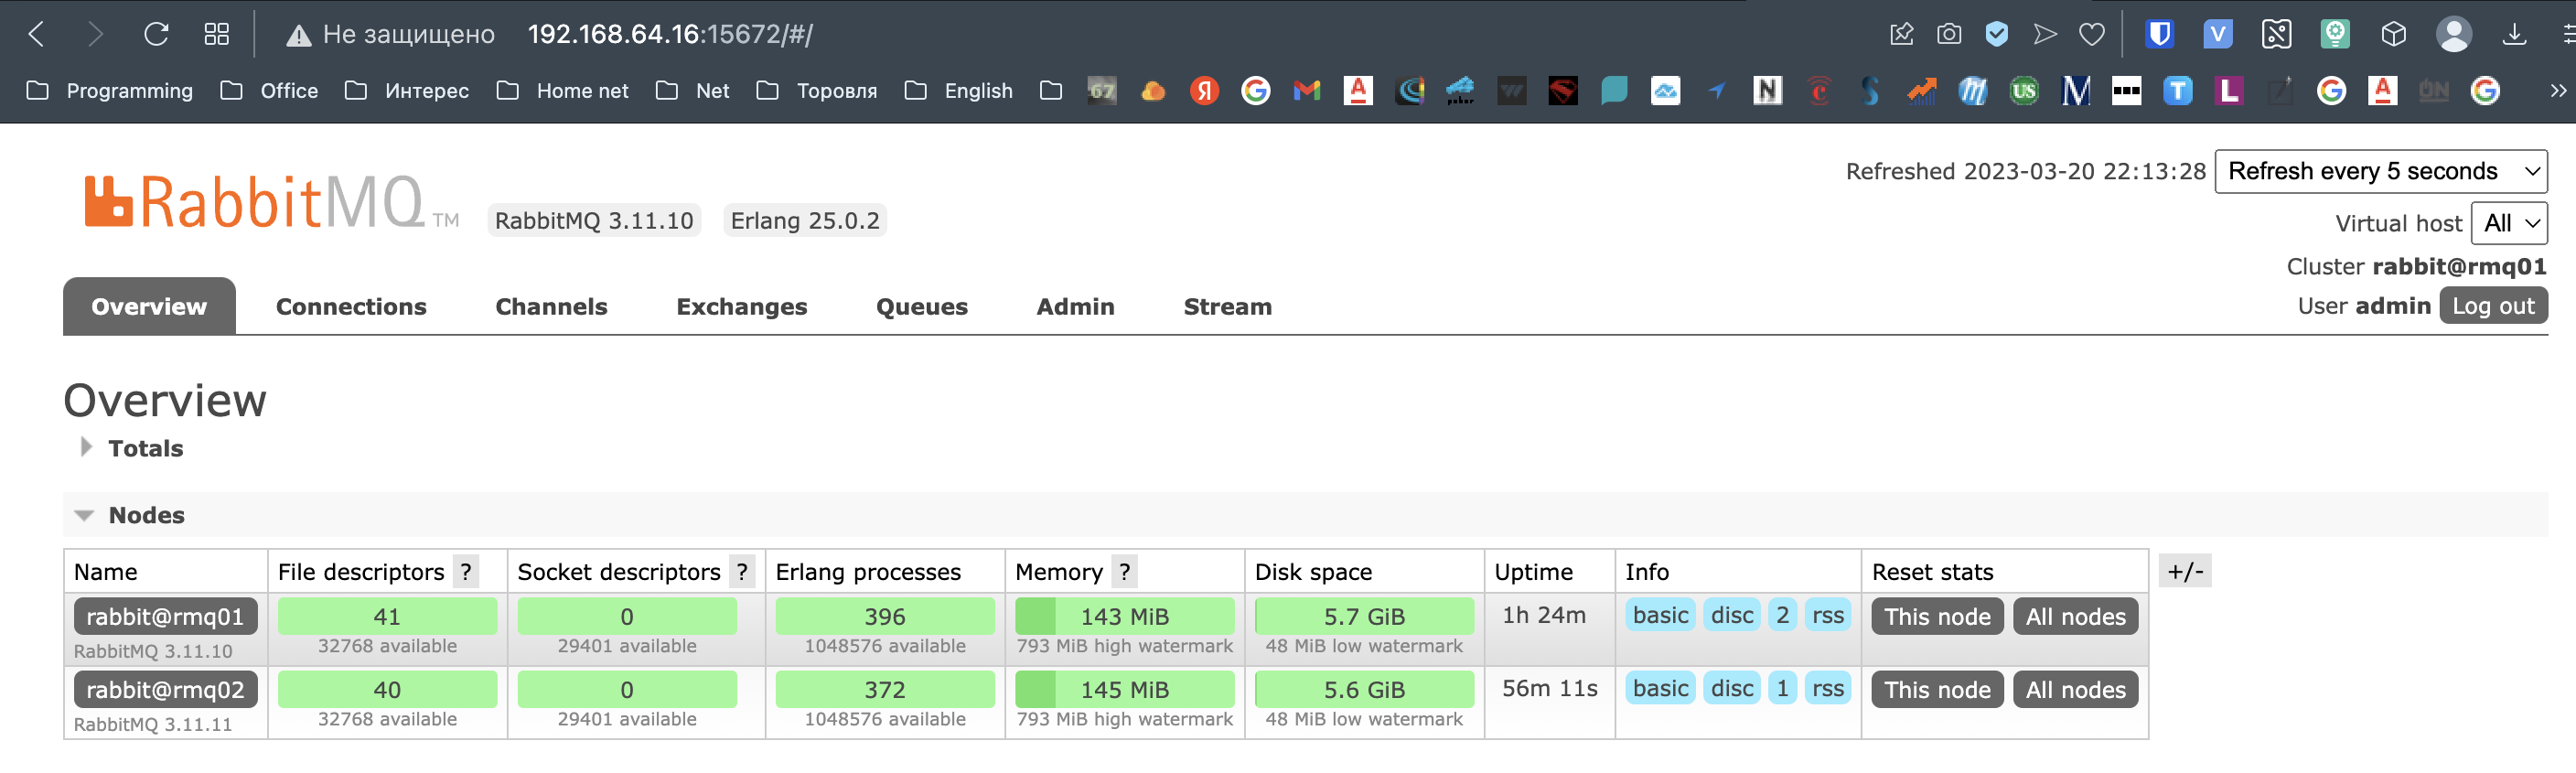 Не защищено 192.168.64.16:15672/#/
Programming Office Интерес Home net Net Торовля English
Refreshed 2023-03-20 22:13:28 Refresh every 5 seconds
RabbitMQ TM RabbitMQ 3.11.10 Erlang 25.0.2
Virtual host All
Cluster rabbit@rmq01
User admin Log out
Overview Connections Channels Exchanges Queues Admin Stream
Overview
Totals
Nodes
Name File descriptors ? Socket descriptors ? Erlang processes Memory ? Disk space Uptime Info Reset stats +/-
rabbit@rmq01 41 0 396 143 MiB 5.7 GiB 1h 24m basic disc 2 rss This node All nodes
RabbitMQ 3.11.10 32768 available 29401 available 1048576 available 793 MiB high watermark 48 MiB low watermark
rabbit@rmq02 40 0 372 145 MiB 5.6 GiB 56m 11s basic disc 1 rss This node All nodes
RabbitMQ 3.11.11 32768 available 29401 available 1048576 available 793 MiB high watermark 48 MiB low watermark